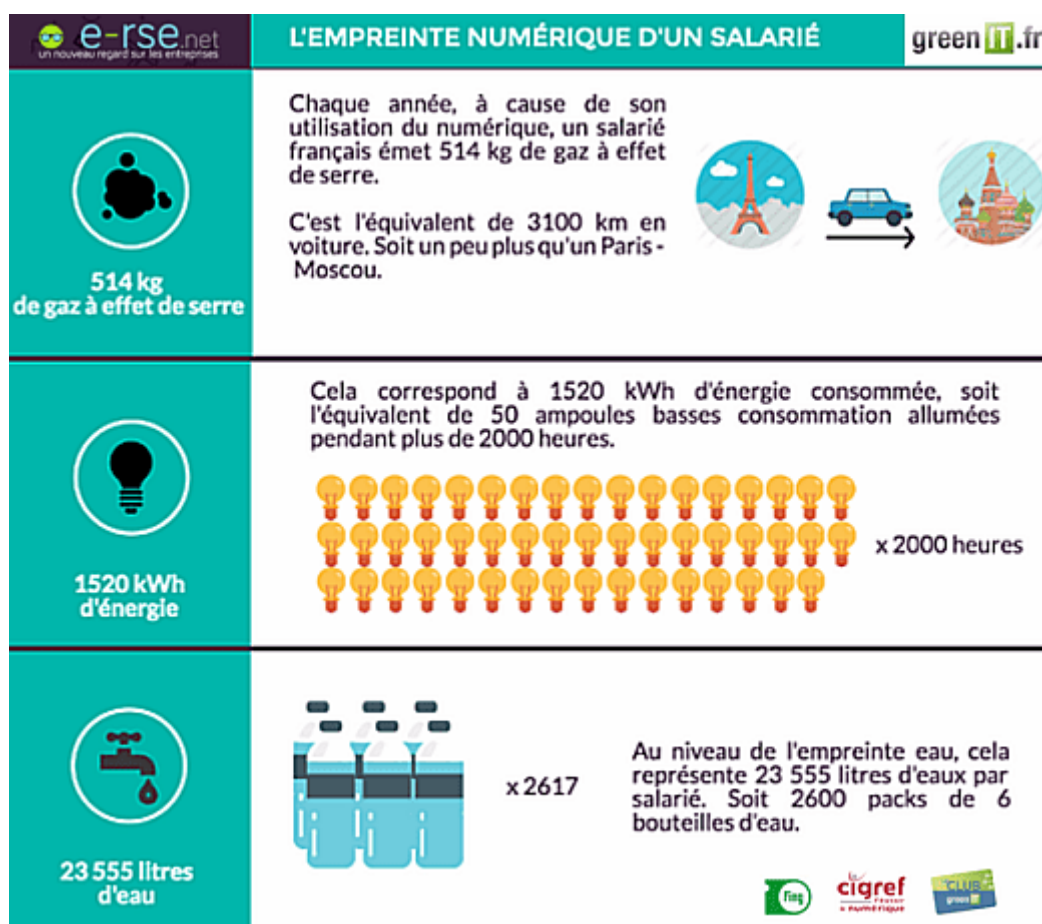 e-rse.net
un nouveau regard sur les entreprises
L'EMPREINTE NUMÉRIQUE D'UN SALARIÉ
green IT .fr
Chaque année, à cause de son
utilisation du numérique, un salarié
français émet 514 kg de gaz à effet
de serre.
C'est l'équivalent de 3100 km en
voiture. Soit un peu plus qu'un Paris -
Moscou.
514 kg
de gaz à effet de serre
Cela correspond à 1520 kWh d'énergie consommée, soit
l'équivalent de 50 ampoules basses consommation allumées
pendant plus de 2000 heures.
x 2000 heures
1520 kWh
d'énergie
x 2617
Au niveau de l'empreinte eau, cela
représente 23 555 litres d'eaux par
salarié. Soit 2600 packs de 6
bouteilles d'eau.
23 555 litres
d'eau
Fing
cigref
numérique
CLUB
green IT